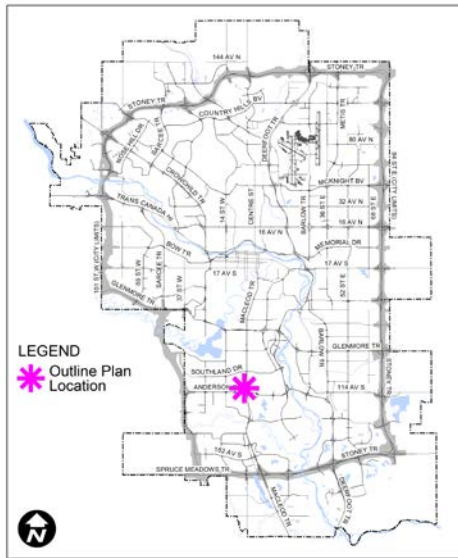 144 AV N
STONEY TR
STONEY TR
COUNTRY HILLS BV
METIS TR
NOSE HILL DR
SARCEE TR
DEERFOOT TR
80 AV N
CROWCHILD TR
MCKNIGHT BV
84 ST E (CITY LIMITS)
TRANS CANADA HI
14 ST W
CENTRE ST
BARLOW TR
36 ST E
32 AV N
68 ST E
16 AV N
16 AV N
101 ST W (CITY LIMITS)
BOW TR
MEMORIAL DR
69 ST W
SARCEE TR
37 ST W
17 AV S
17 AV S
MACLEOD TR
52 ST E
GLENMORE TR
BARLOW TR
GLENMORE TR
STONEY TR
LEGEND
Outline Plan
Location
SOUTHLAND DR
ANDERSON
114 AV S
162 AV S
STONEY TR
SPRUCE MEADOWS TR
MACLEOD TR
DEERFOOT TR
N